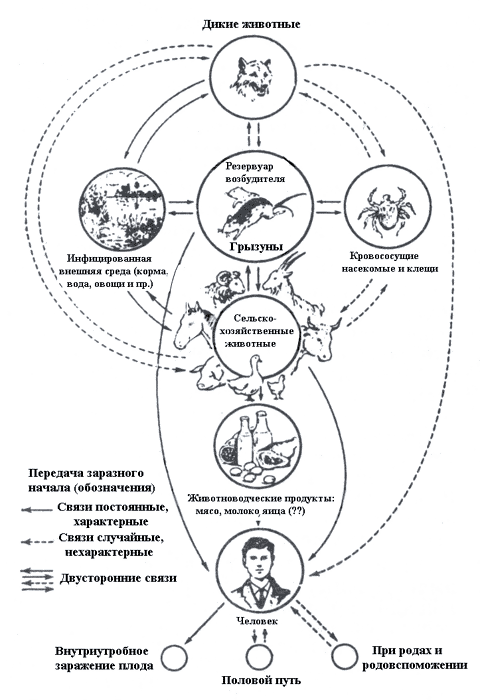 Дикие животные
Резервуар
возбудителя
Грызуны
Инфицированная
внешняя среда (корма,
вода, овощи и пр.)
Кровососущие
насекомые и клещи
Сельско-
хозяйственные
животные
Передача заразного
начала (обозначения)
Связи постоянные,
характерные
Связи случайные,
нехарактерные
Двусторонние связи
Животноводческие продукты:
мясо, молоко,яйца (??)
Человек
Внутриутробное
заражение плода
Половой путь
При родах и
родовспоможении